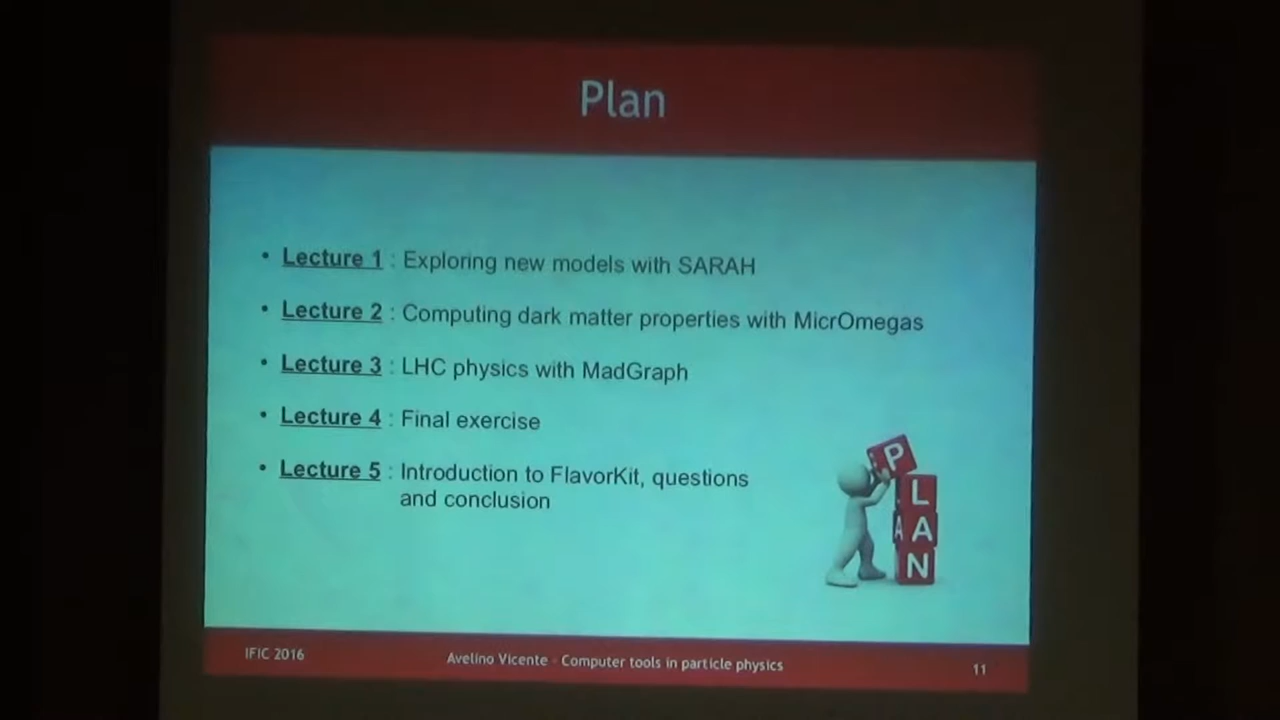 Plan
• Lecture 1 : Exploring new models with SARAH
• Lecture 2 : Computing dark matter properties with MicrOmegas
• Lecture 3 : LHC physics with MadGraph
• Lecture 4 : Final exercise
• Lecture 5 : Introduction to FlavorKit, questions
and conclusion
P
L
A A
N
IFIC 2016
Avelino Vicente - Computer tools in particle physics
11